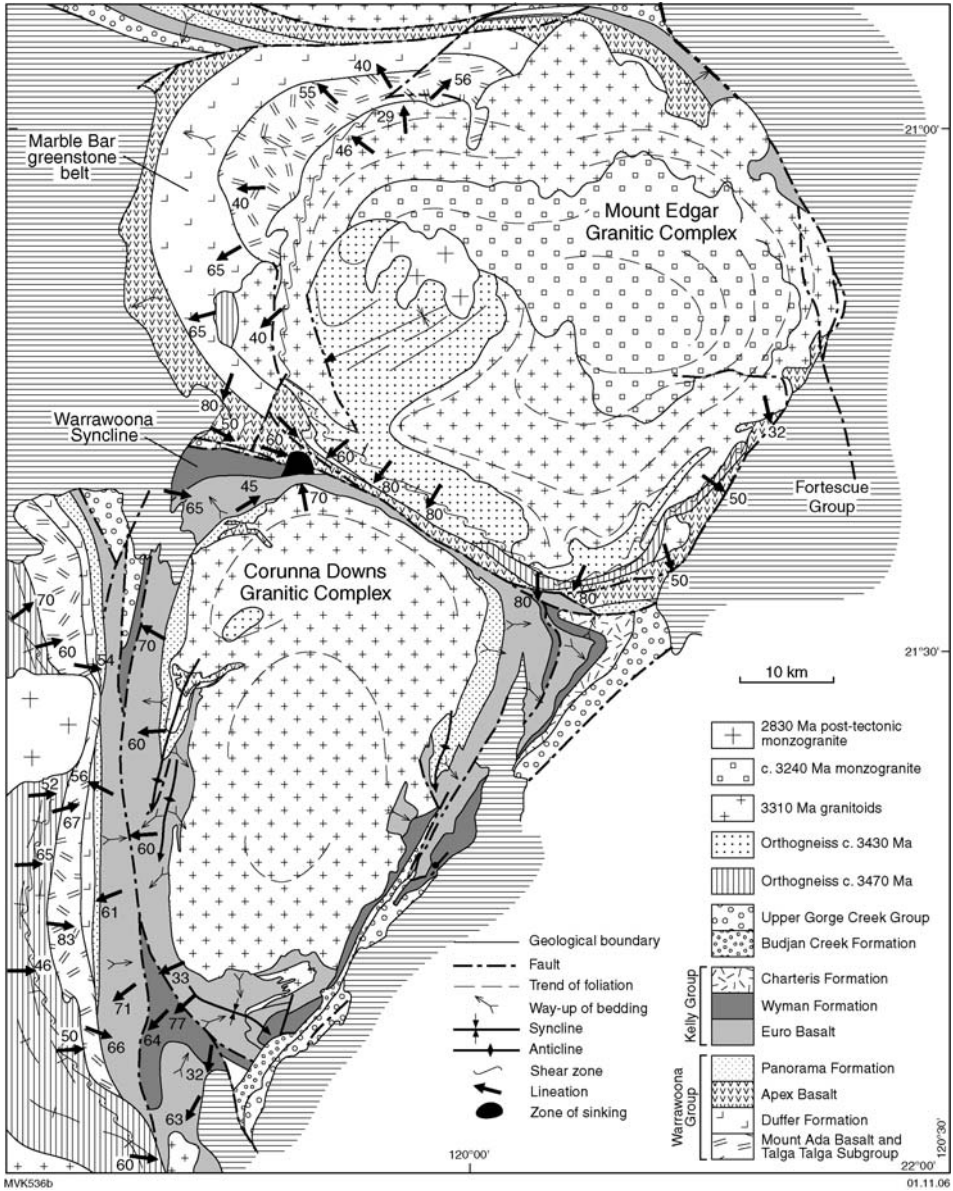 40
56
55
29
46
21°00'
Marble Bar
greenstone
belt
40
Mount Edgar
Granitic Complex
65
65
40
80
50
60
60
32
Warrawoona
Syncline
80
45
70
65
80
50
Fortescue
Group
50
Corunna Downs
Granitic Complex
80
80
70
60
54
70
21°30'
10 km
60
56
52
67
60
65
61
83
46
33
71
77
50
66
64
32
63
60
2830 Ma post-tectonic
monzogranite
c. 3240 Ma monzogranite
3310 Ma granitoids
Orthogneiss c. 3430 Ma
Orthogneiss c. 3470 Ma
Upper Gorge Creek Group
Budjan Creek Formation
Kelly Group
Charteris Formation
Wyman Formation
Euro Basalt
Warrawoona
Group
Panorama Formation
Apex Basalt
Duffer Formation
Mount Ada Basalt and
Talga Talga Subgroup
Geological boundary
Fault
Trend of foliation
Way-up of bedding
Syncline
Anticline
Shear zone
Lineation
Zone of sinking
120°00'
22°00'
120°30'
MVK536b
01.11.06